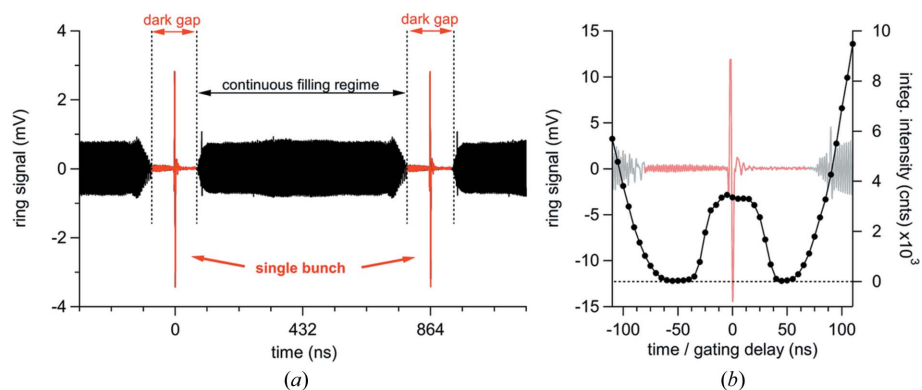 dark gap
dark gap
4
2
0
-2
-4
ring signal (mV)
continuous filling regime
single bunch
0
432
864
time (ns)
(a)
15
10
5
0
-5
-10
-15
ring signal (mV)
10
8
6
4
2
0
integ. intensity (cnts) x10³
-100
-50
0
50
100
time / gating delay (ns)
(b)